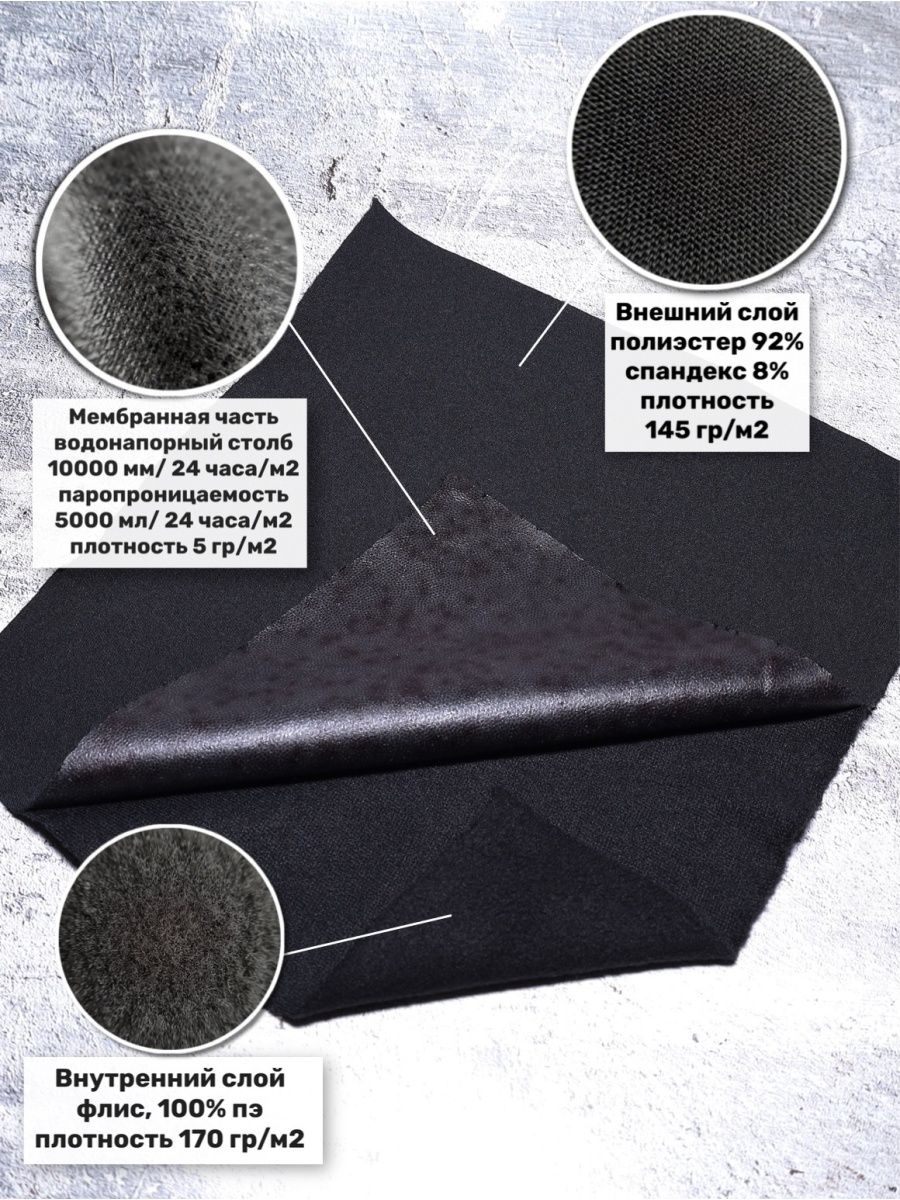 Внешний слой
полиэстер 92%
спандекс 8%
плотность
145 гр/м2
Мембранная часть
водонапорный столб
10000 мм/ 24 часа/м2
паропроницаемость
5000 мл/ 24 часа/м2
плотность 5 гр/м2
Внутренний слой
флис, 100% пэ
плотность 170 гр/м2